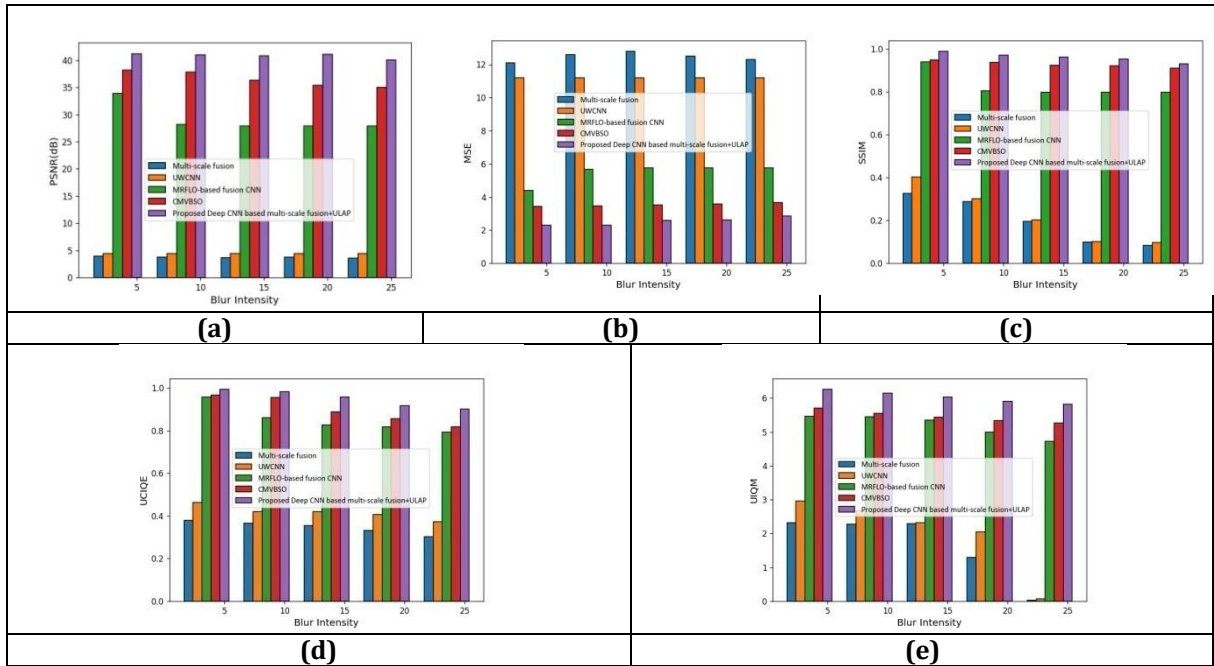 40
35
30
25
20
15
10
5
0
PSNR(dB)
Multi-scale fusion
UWCNN
MRFLO-based fusion CNN
CMVBSO
Proposed Deep CNN based multi-scale fusion+ULAP
5 10 15 20 25
Blur Intensity
12
10
8
6
4
2
0
MSE
Multi-scale fusion
UWCNN
MRFLO-based fusion CNN
CMVBSO
Proposed Deep CNN based multi-scale fusion+ULAP
5 10 15 20 25
Blur Intensity
1.0
0.8
0.6
0.4
0.2
0.0
SSIM
Multi-scale fusion
UWCNN
MRFLO-based fusion CNN
CMVBSO
Proposed Deep CNN based multi-scale fusion+ULAP
5 10 15 20 25
Blur Intensity
(a) (b) (c)
1.0
0.8
0.6
0.4
0.2
0.0
UCIQE
Multi-scale fusion
UWCNN
MRFLO-based fusion CNN
CMVBSO
Proposed Deep CNN based multi-scale fusion+ULAP
5 10 15 20 25
Blur Intensity
6
5
4
3
2
1
0
UIQM
Multi-scale fusion
UWCNN
MRFLO-based fusion CNN
CMVBSO
Proposed Deep CNN based multi-scale fusion+ULAP
5 10 15 20 25
Blur Intensity
(d) (e)